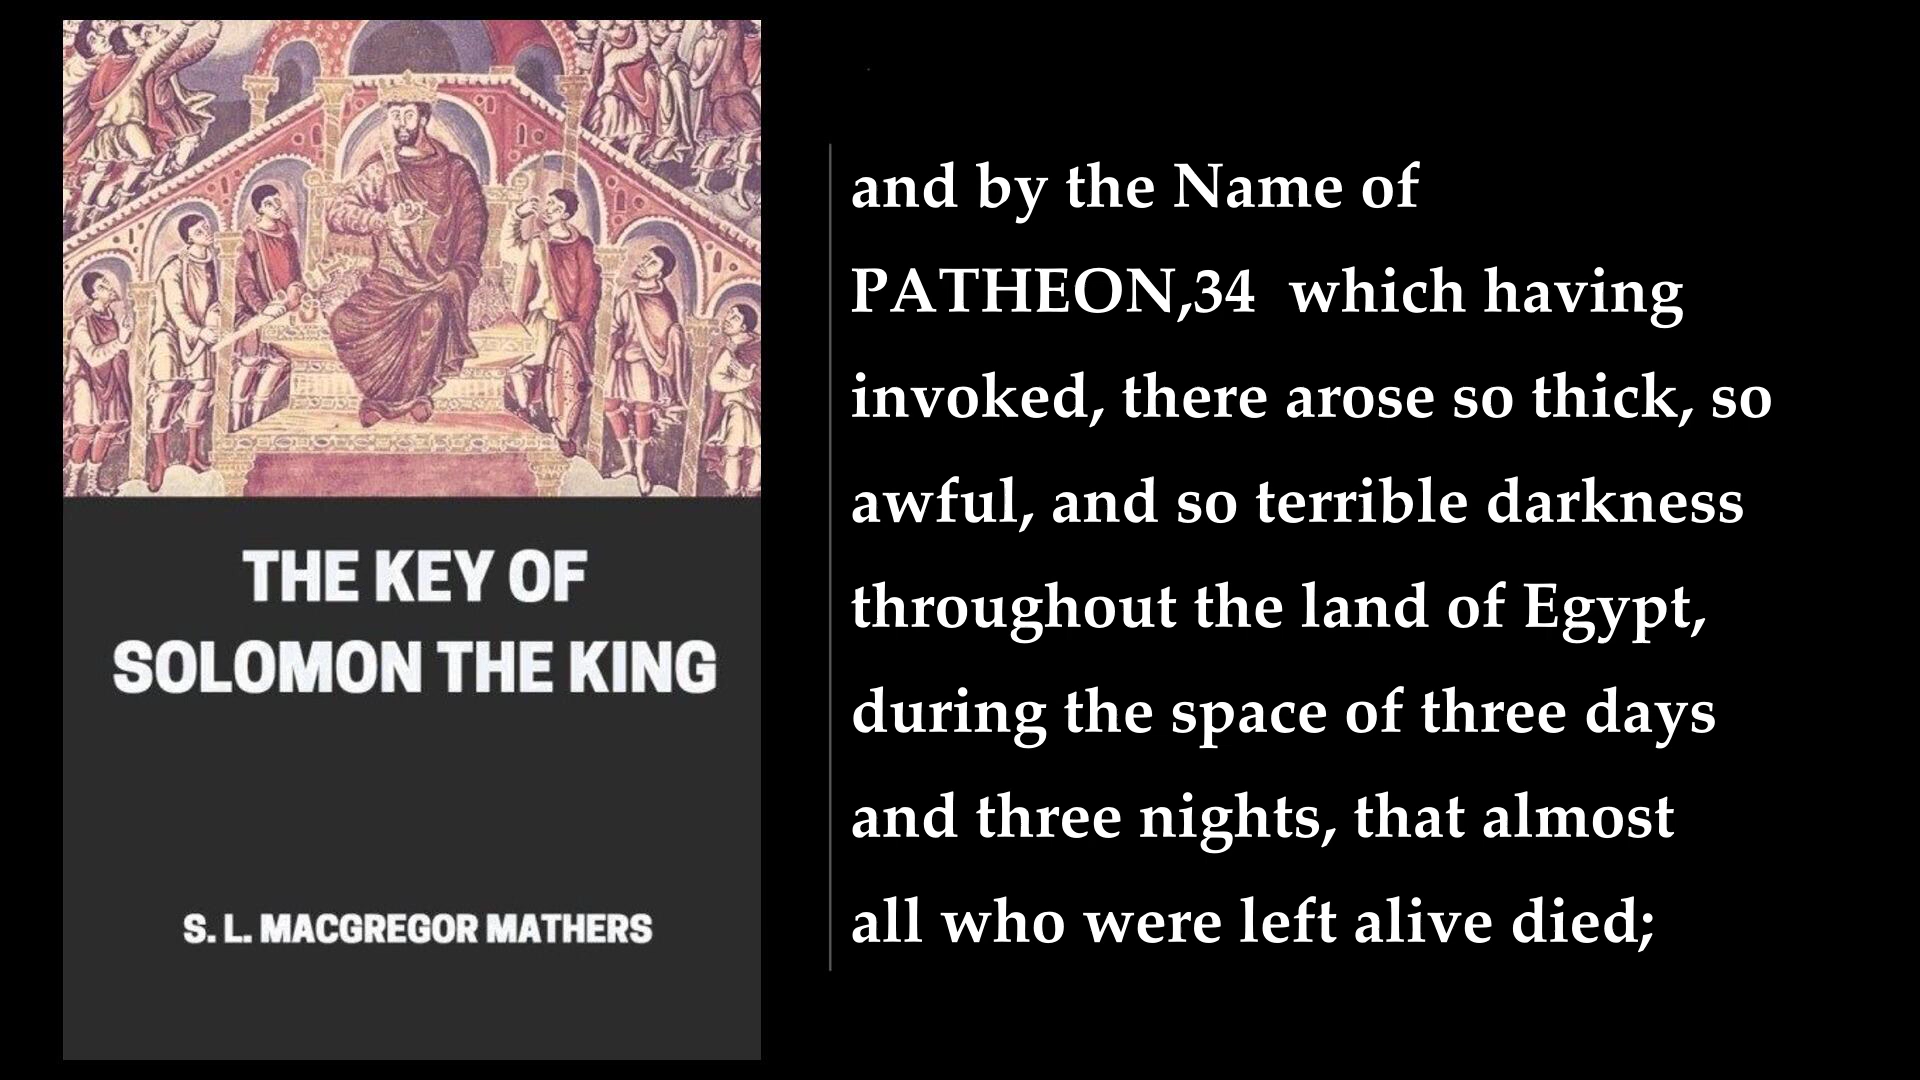 THE KEY OF
SOLOMON THE KING
S. L. MACGREGOR MATHERS
and by the Name of
PATHEON,34  which having
invoked, there arose so thick, so
awful, and so terrible darkness
throughout the land of Egypt,
during the space of three days
and three nights, that almost
all who were left alive died;